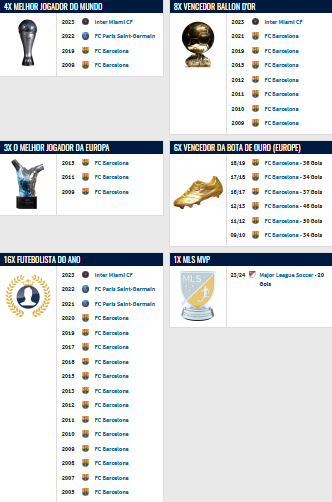 4X MELHOR JOGADOR DO MUNDO
2023 Inter Miami CF
2022 FC Paris Saint-Germain
2019 FC Barcelona
2009 FC Barcelona
8X VENCEDOR BALLON D'OR
2023 Inter Miami CF
2021 FC Barcelona
2019 FC Barcelona
2015 FC Barcelona
2012 FC Barcelona
2011 FC Barcelona
2010 FC Barcelona
2009 FC Barcelona
3X O MELHOR JOGADOR DA EUROPA
2015 FC Barcelona
2011 FC Barcelona
2009 FC Barcelona
6X VENCEDOR DA BOTA DE OURO (EUROPE)
18/19 FC Barcelona - 36 Gols
17/18 FC Barcelona - 34 Gols
16/17 FC Barcelona - 37 Gols
12/13 FC Barcelona - 46 Gols
11/12 FC Barcelona - 50 Gols
09/10 FC Barcelona - 34 Gols
16X FUTEBOLISTA DO ANO
2023 Inter Miami CF
2022 FC Paris Saint-Germain
2021 FC Paris Saint-Germain
2020 FC Barcelona
2019 FC Barcelona
2017 FC Barcelona
2016 FC Barcelona
2015 FC Barcelona
2013 FC Barcelona
2012 FC Barcelona
2011 FC Barcelona
2010 FC Barcelona
2009 FC Barcelona
2008 FC Barcelona
2007 FC Barcelona
2005 FC Barcelona
1X MLS MVP
MLS
23/24 Major League Soccer - 20
Gols